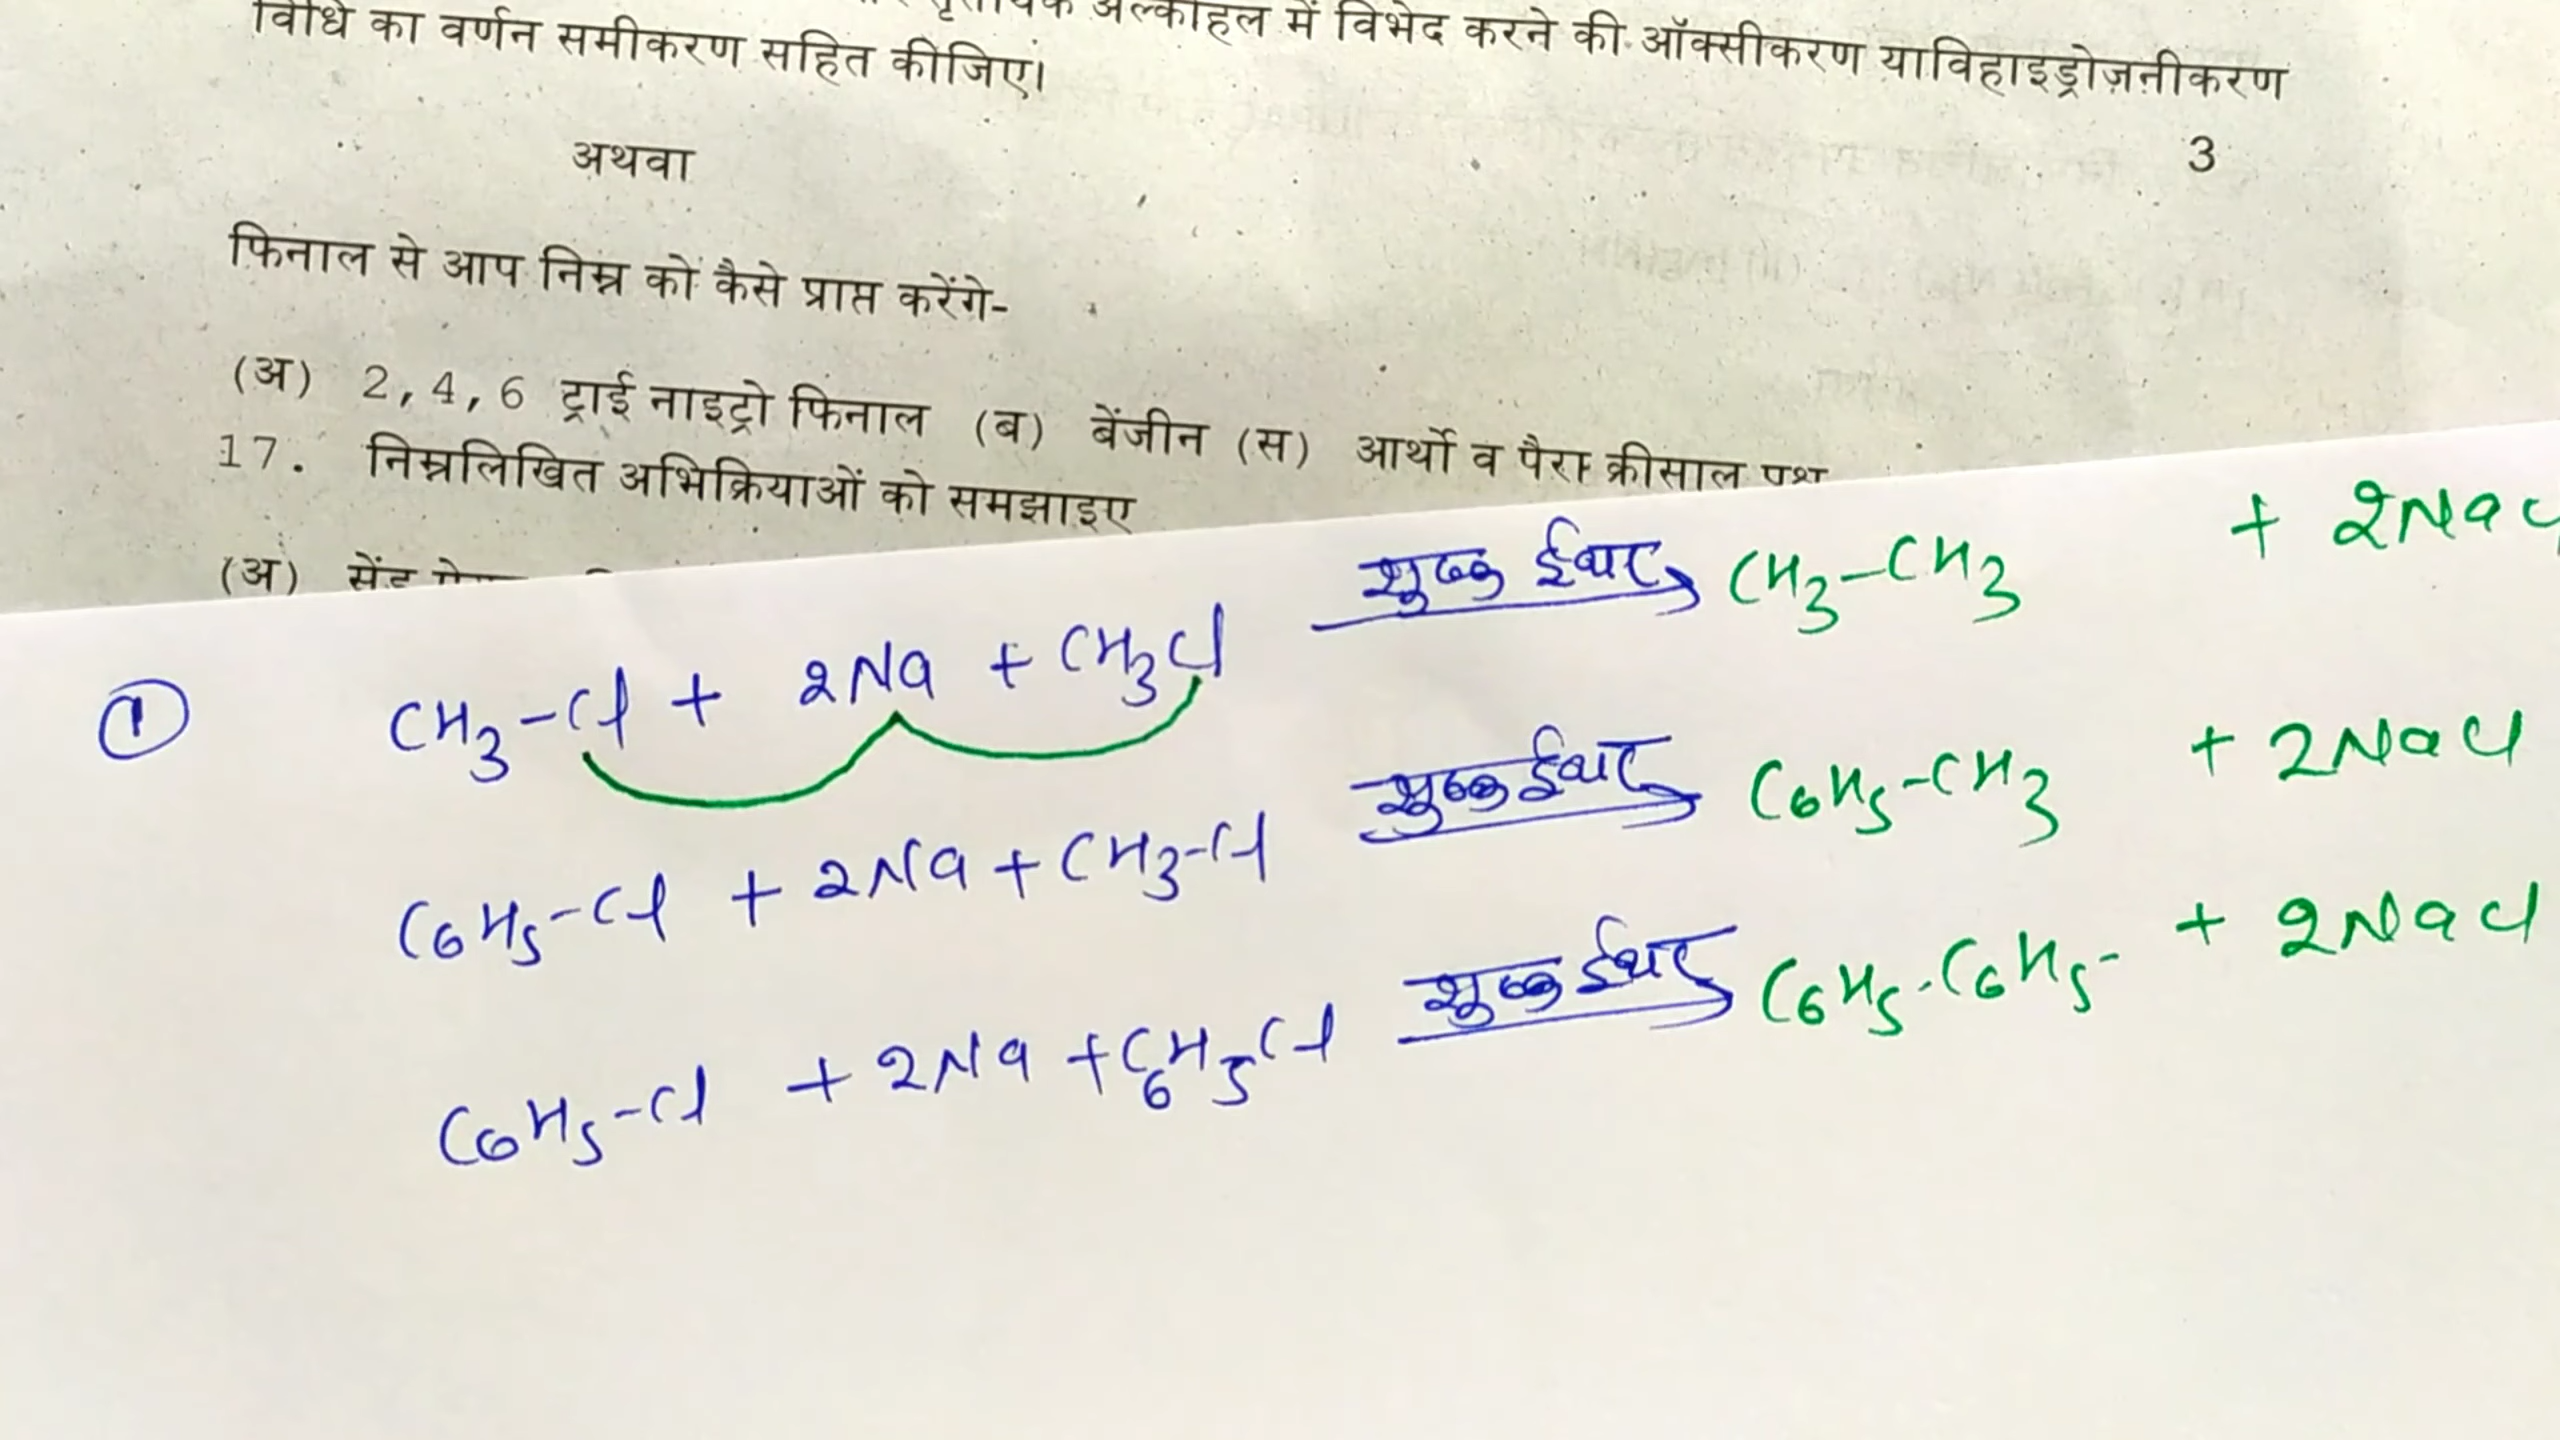 अल्कोहल में विभेद करने की ऑक्सीकरण याविहाइड्रोज़नीकरण
विधि का वर्णन समीकरण सहित कीजिए।
अथवा
3
फिनाल से आप निम्न को कैसे प्राप्त करेंगे-
(अ) 2,4,6 ट्राई नाइट्रो फिनाल (ब) बेंजीन (स) आर्थो व पैरा क्रीसाल
17. निम्नलिखित अभिक्रियाओं को समझाइए
(अ)
① CH3-Cl + 2Na + CH3Cl शुष्क ईथर → CH3-CH3 + 2NaC
C6H5-Cl + 2Na + CH3-Cl शुष्क ईथर → C6H5-CH3 + 2NaCl
C6H5-Cl + 2Na + C6H5Cl शुष्क ईथर → C6H5-C6H5- + 2NaCl